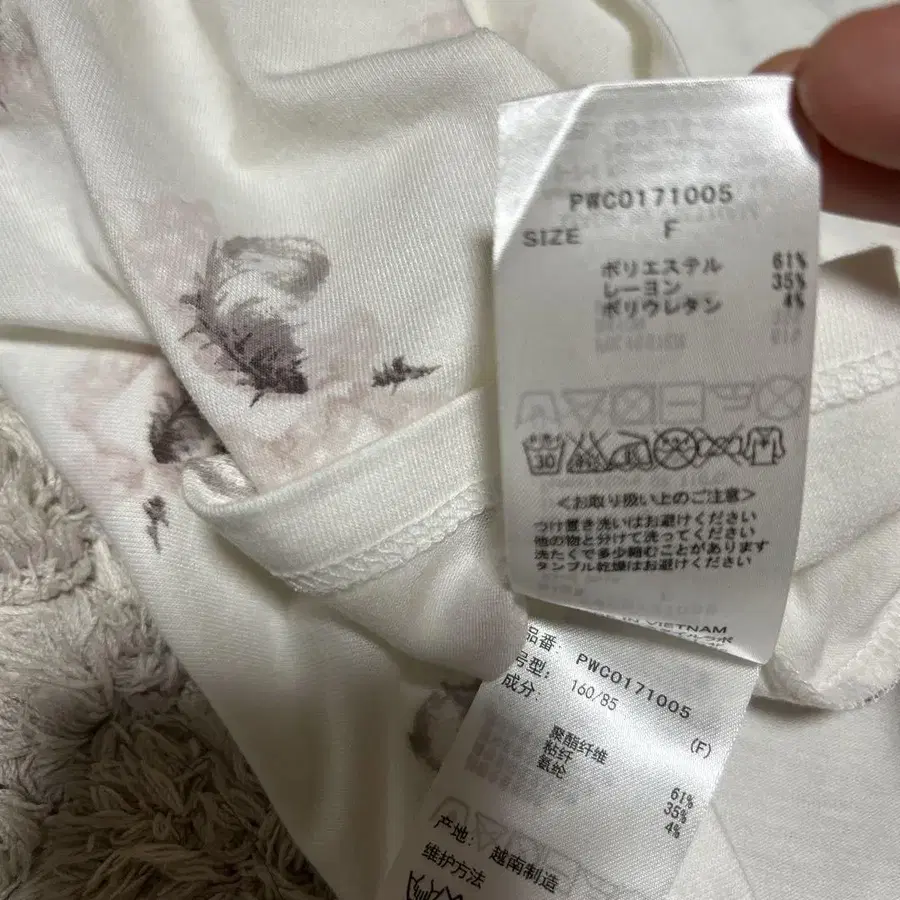 PWC0171005
SIZE F
ポリエステル 61%
レーヨン 35%
ポリウレタン 4%
30
<お取り扱い上のご注意>
つけ置き洗いはお避けください
他の物と分けて洗ってください
洗たくで多少縮むことがあります
タンブル乾燥はお避けください
VIETNAM
品番: PWC0171005
号型: 160/85 (F)
成分:
聚酯纤维 61%
粘纤 35%
氨纶 4%
产地: 越南制造
维护方法